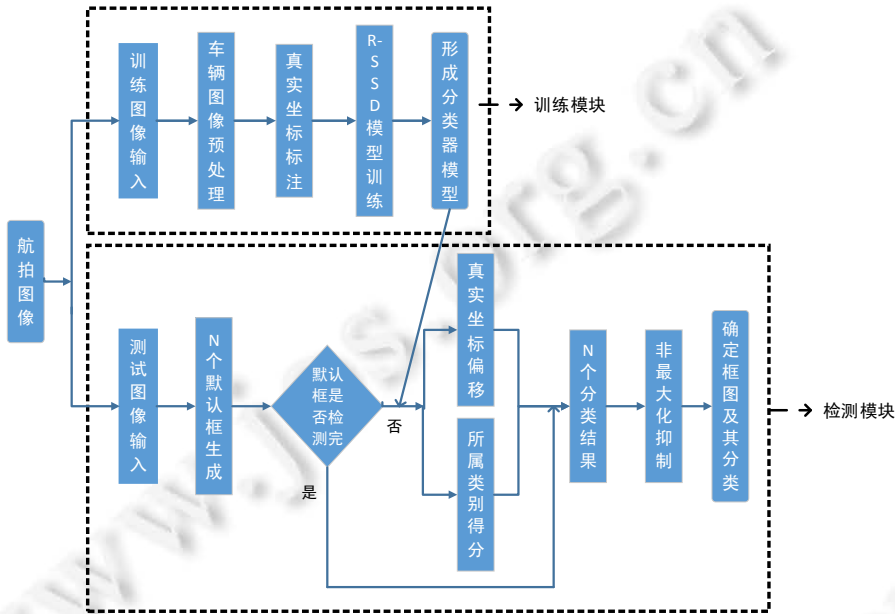 航拍图像
训练图像输入
车辆图像预处理
真实坐标标注
R-SSD模型训练
形成分类器模型
训练模块
测试图像输入
N个默认框生成
默认
框是
否检
测完
否
是
真实坐标偏移
所属类别得分
N个分类结果
非最大化抑制
确定框图及其分类
检测模块